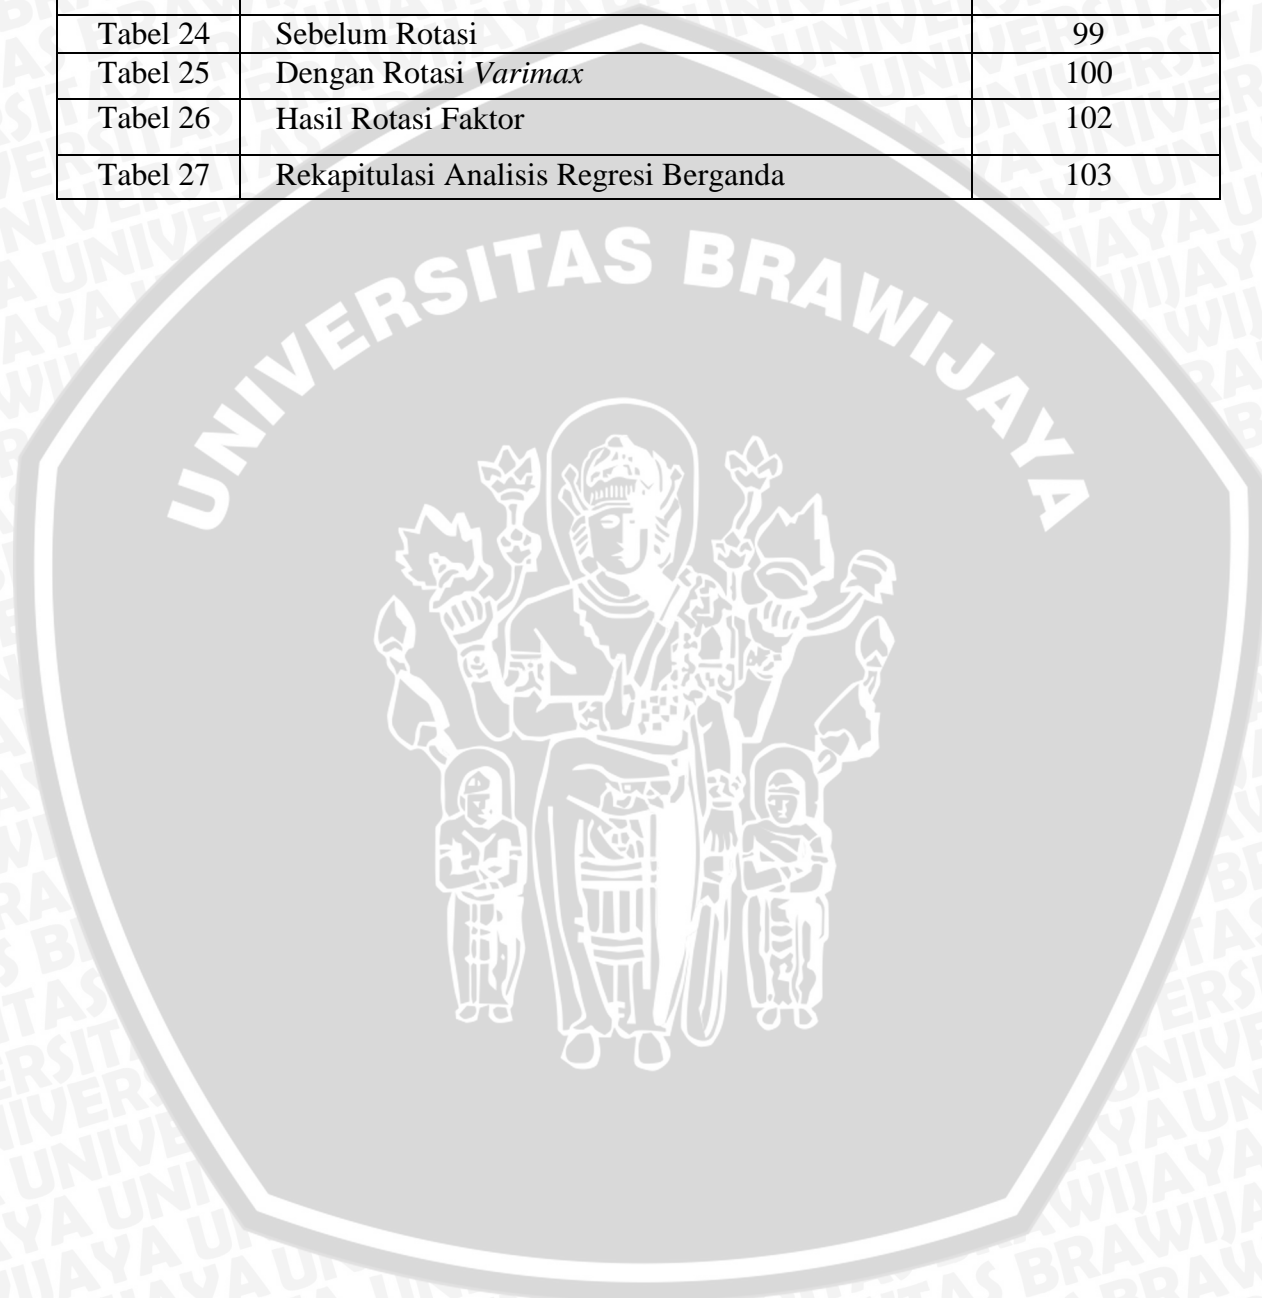 Tabel 24 Sebelum Rotasi 99
Tabel 25 Dengan Rotasi Varimax 100
Tabel 26 Hasil Rotasi Faktor 102
Tabel 27 Rekapitulasi Analisis Regresi Berganda 103
UNIVERSITAS BRAWIJAYA